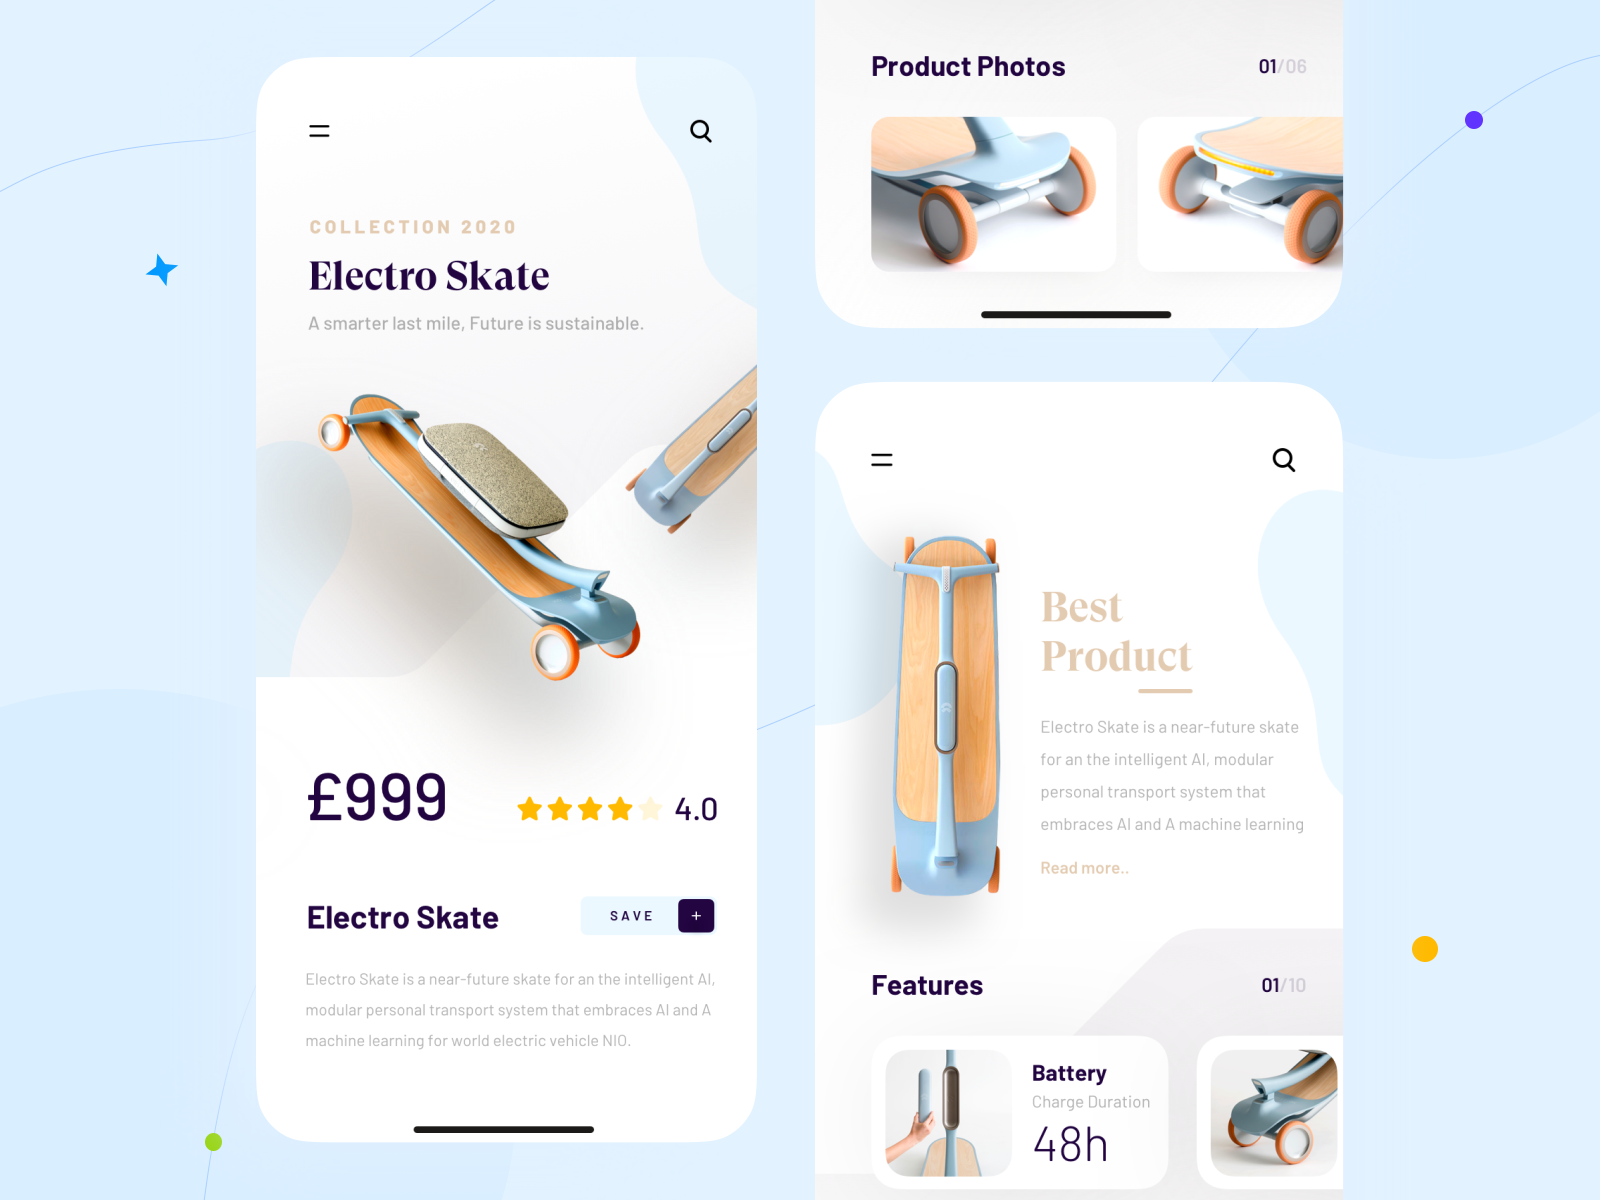 COLLECTION 2020
Electro Skate
A smarter last mile, Future is sustainable.
£999
4.0
Electro Skate
SAVE +
Electro Skate is a near-future skate for an the intelligent AI,
modular personal transport system that embraces AI and A
machine learning for world electric vehicle NIO.
Product Photos
01/06
Best
Product
Electro Skate is a near-future skate
for an the intelligent AI, modular
personal transport system that
embraces AI and A machine learning
Read more..
Features
01/10
Battery
Charge Duration
48h